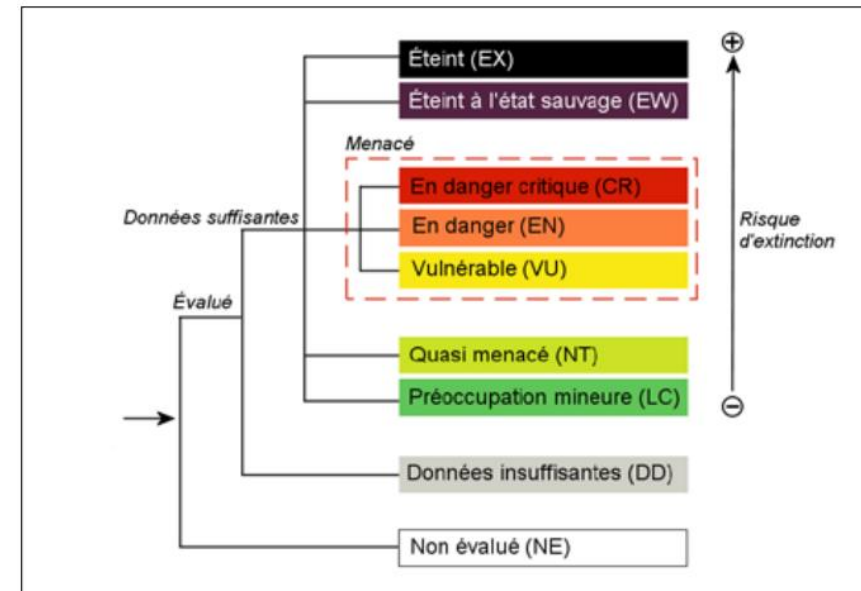 Éteint (EX)
Éteint à l'état sauvage (EW)
Menacé
En danger critique (CR)
Données suffisantes
En danger (EN)
Risque
d'extinction
Vulnérable (VU)
Évalué
Quasi menacé (NT)
Préoccupation mineure (LC)
Données insuffisantes (DD)
Non évalué (NE)